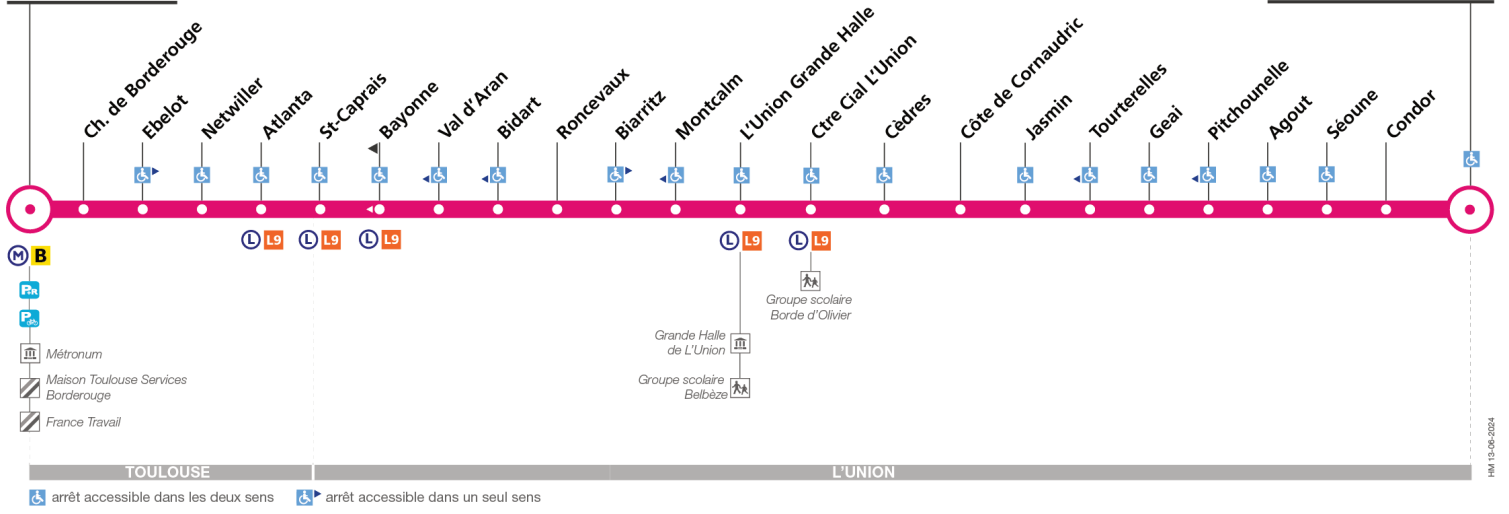 Ch. de Borderouge
Ebelot
Netwiller
Atlanta
St-Caprais
Bayonne
Val d’Aran
Bidart
Roncevaux
Biarritz
Montcalm
L’Union Grande Halle
Ctre Cial L’Union
Cèdres
Côte de Cornaudric
Jasmin
Tourterelles
Geai
Pitchounelle
Agout
Séoune
Condor
M B
L L9
L L9
L L9
L L9
L L9
P+R
P
Métronum
Maison Toulouse Services
Borderouge
France Travail
Groupe scolaire
Borde d’Olivier
Grande Halle
de L’Union
Groupe scolaire
Belbèze
HM 13-06-2024
TOULOUSE
L’UNION
arrêt accessible dans les deux sens
arrêt accessible dans un seul sens